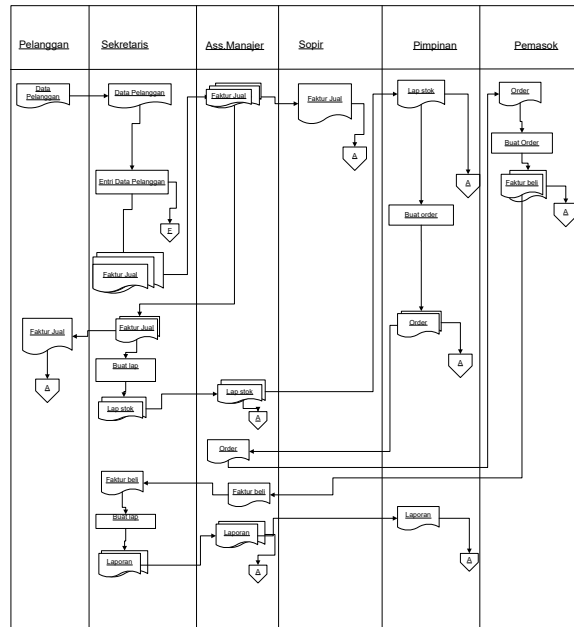 Pelanggan
Sekretaris
Ass.Manajer
Sopir
Pimpinan
Pemasok
Data
Pelanggan
Data Pelanggan
Faktur Jual
Faktur Jual
Lap stok
Order
A
A
Buat Order
Faktur beli
A
Entri Data Pelanggan
F
Buat order
Faktur Jual
Faktur Jual
Faktur Jual
Order
A
Buat lap
A
Lap stok
Lap stok
A
Order
Faktur beli
Faktur beli
Buat lap
Laporan
Laporan
Laporan
A
A